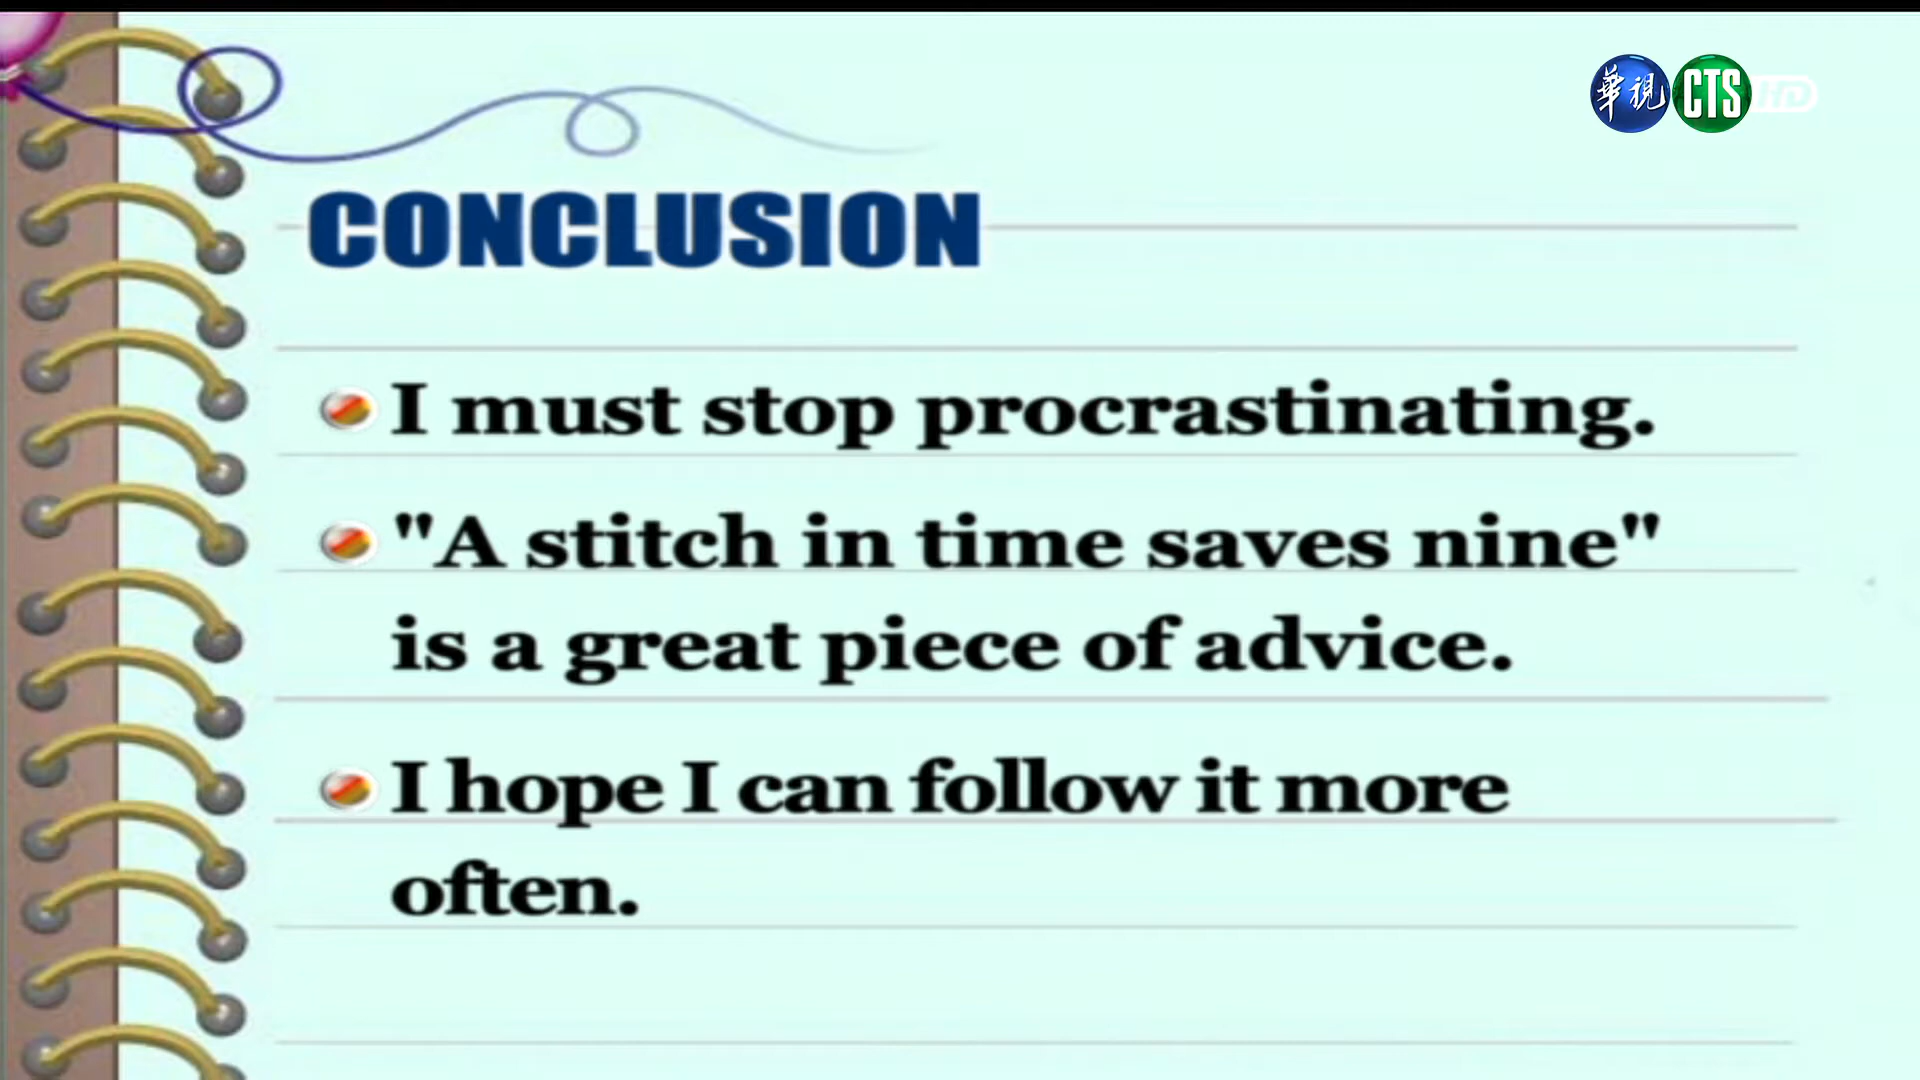 華視 CTS HD
CONCLUSION
I must stop procrastinating.
"A stitch in time saves nine"
is a great piece of advice.
I hope I can follow it more
often.